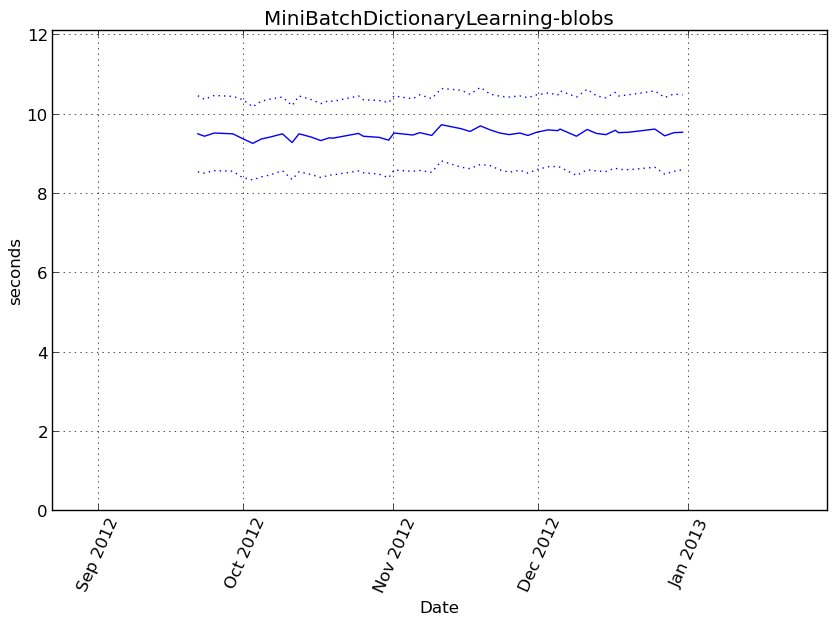 MiniBatchDictionaryLearning-blobs
12
10
8
6
4
2
0
seconds
Sep 2012
Oct 2012
Nov 2012
Dec 2012
Jan 2013
Date